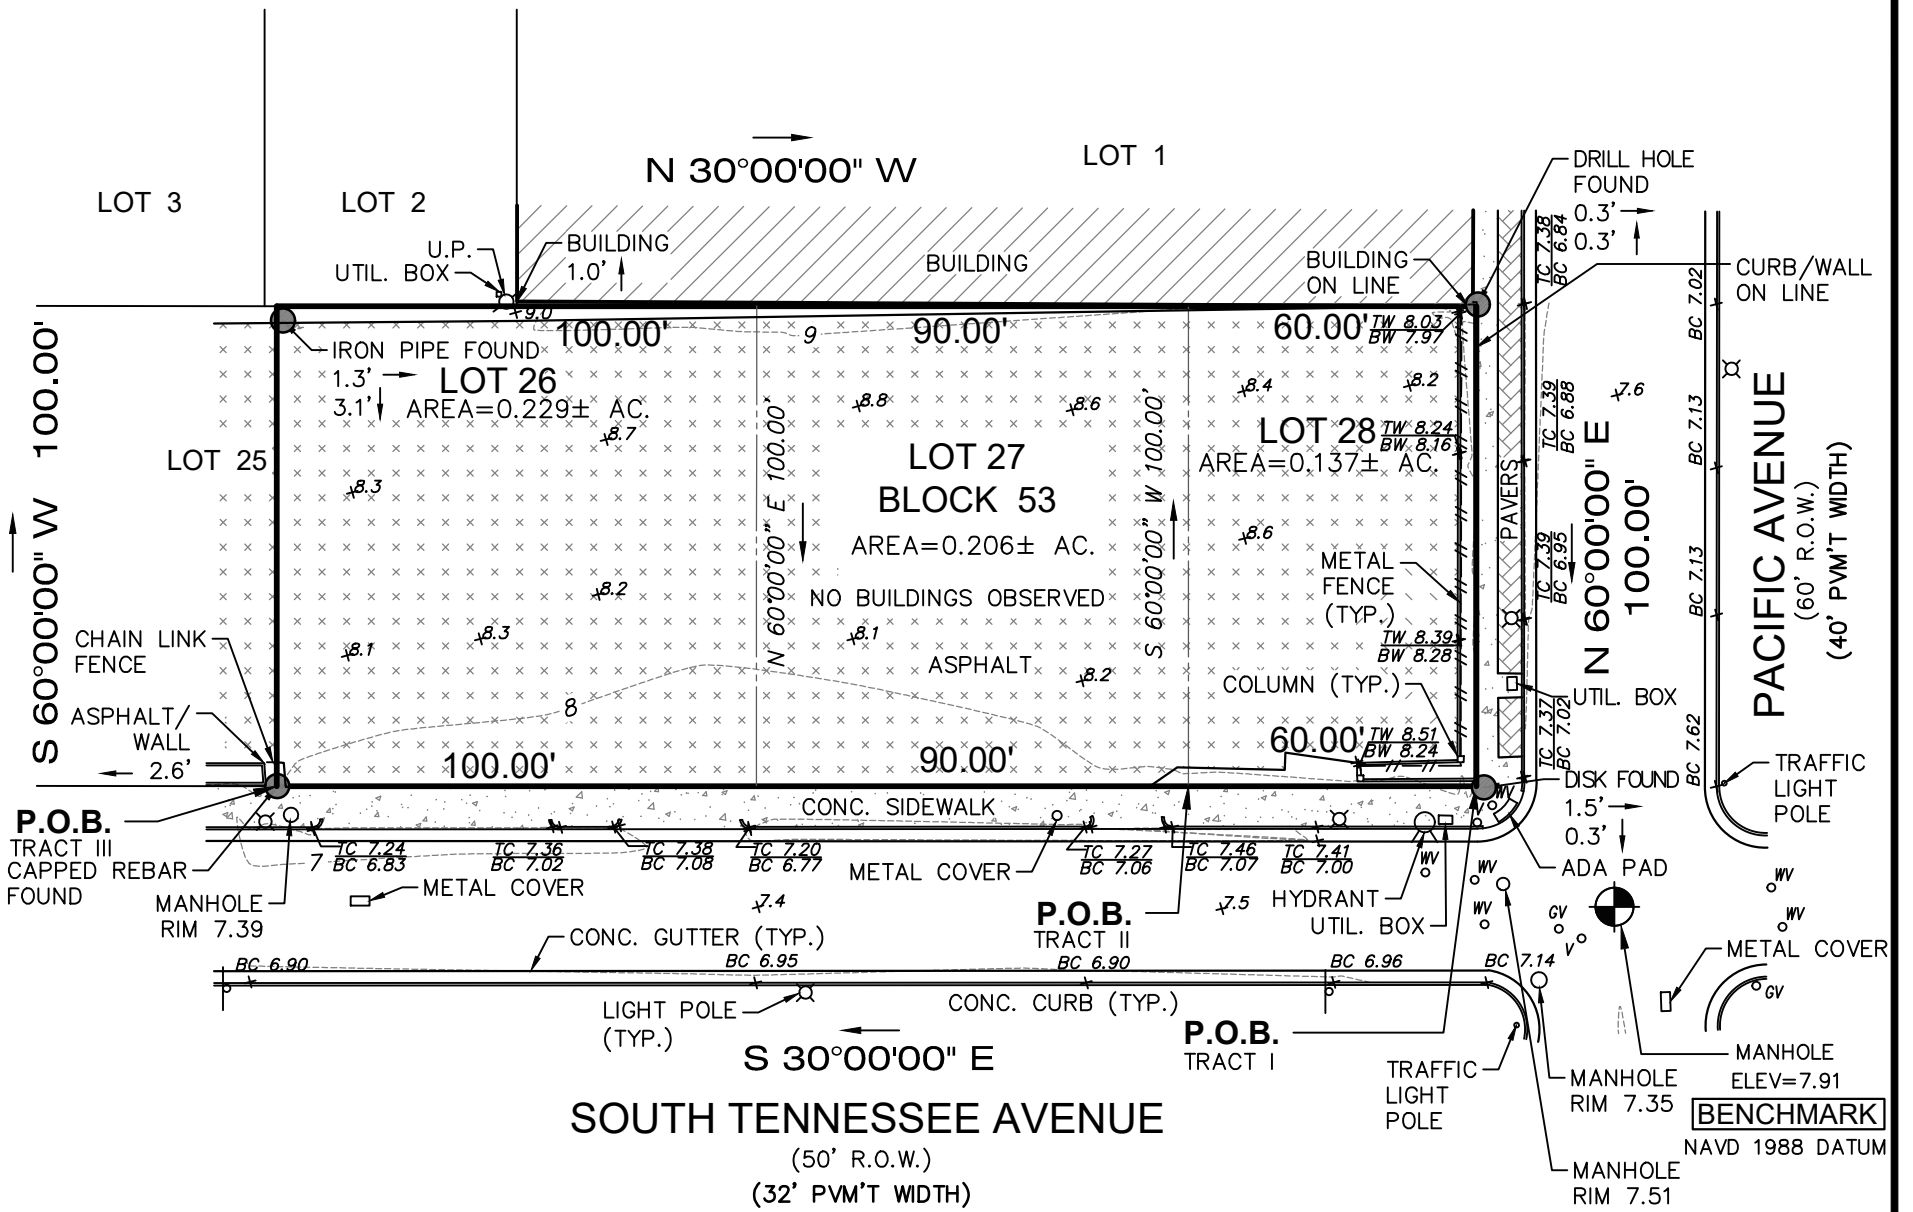 LOT 3
LOT 2
N 30°00'00" W
LOT 1
DRILL HOLE
FOUND
0.3'
0.3'
U.P.
UTIL. BOX
BUILDING
1.0'
BUILDING
BUILDING
ON LINE
CURB/WALL
ON LINE
TC 7.38
BC 6.84
BC 7.02
9.0
100.00'
9
90.00'
60.00'
TW 8.03
BW 7.97
IRON PIPE FOUND
1.3'
3.1'
LOT 26
AREA=0.229± AC.
8.7
8.8
8.6
8.4
8.2
7.6
TC 7.39
BC 6.88
BC 7.13
S 60°00'00" W 100.00'
LOT 25
8.3
N 60°00'00" E 100.00'
LOT 27
BLOCK 53
AREA=0.206± AC.
S 60°00'00" W 100.00'
LOT 28
AREA=0.137± AC.
TW 8.24
BW 8.16
PAVERS
N 60°00'00" E
100.00'
PACIFIC AVENUE
(60' R.O.W.)
(40' PVM'T WIDTH)
8.6
METAL
FENCE
(TYP.)
TC 7.39
BC 6.95
BC 7.13
8.2
NO BUILDINGS OBSERVED
CHAIN LINK
FENCE
8.1
8.3
8.1
ASPHALT
8.2
TW 8.39
BW 8.28
COLUMN (TYP.)
UTIL. BOX
ASPHALT/
WALL
2.6'
8
100.00'
90.00'
60.00'
TW 8.51
BW 8.24
TC 7.37
BC 7.02
BC 7.62
DISK FOUND
1.5'
0.3'
TRAFFIC
LIGHT
POLE
P.O.B.
TRACT III
CAPPED REBAR
FOUND
CONC. SIDEWALK
WV
V
7
TC 7.24
BC 6.83
TC 7.36
BC 7.02
TC 7.38
BC 7.08
TC 7.20
BC 6.77
TC 7.27
BC 7.06
TC 7.46
BC 7.07
TC 7.41
BC 7.00
WV
ADA PAD
MANHOLE
RIM 7.39
METAL COVER
METAL COVER
7.4
7.5
HYDRANT
UTIL. BOX
WV
WV
GV
V
WV
WV
P.O.B.
TRACT II
CONC. GUTTER (TYP.)
METAL COVER
BC 6.90
BC 6.95
BC 6.90
BC 6.96
BC 7.14
GV
LIGHT POLE
(TYP.)
CONC. CURB (TYP.)
P.O.B.
TRACT I
S 30°00'00" E
TRAFFIC
LIGHT
POLE
MANHOLE
RIM 7.35
MANHOLE
ELEV=7.91
BENCHMARK
NAVD 1988 DATUM
SOUTH TENNESSEE AVENUE
(50' R.O.W.)
(32' PVM'T WIDTH)
MANHOLE
RIM 7.51